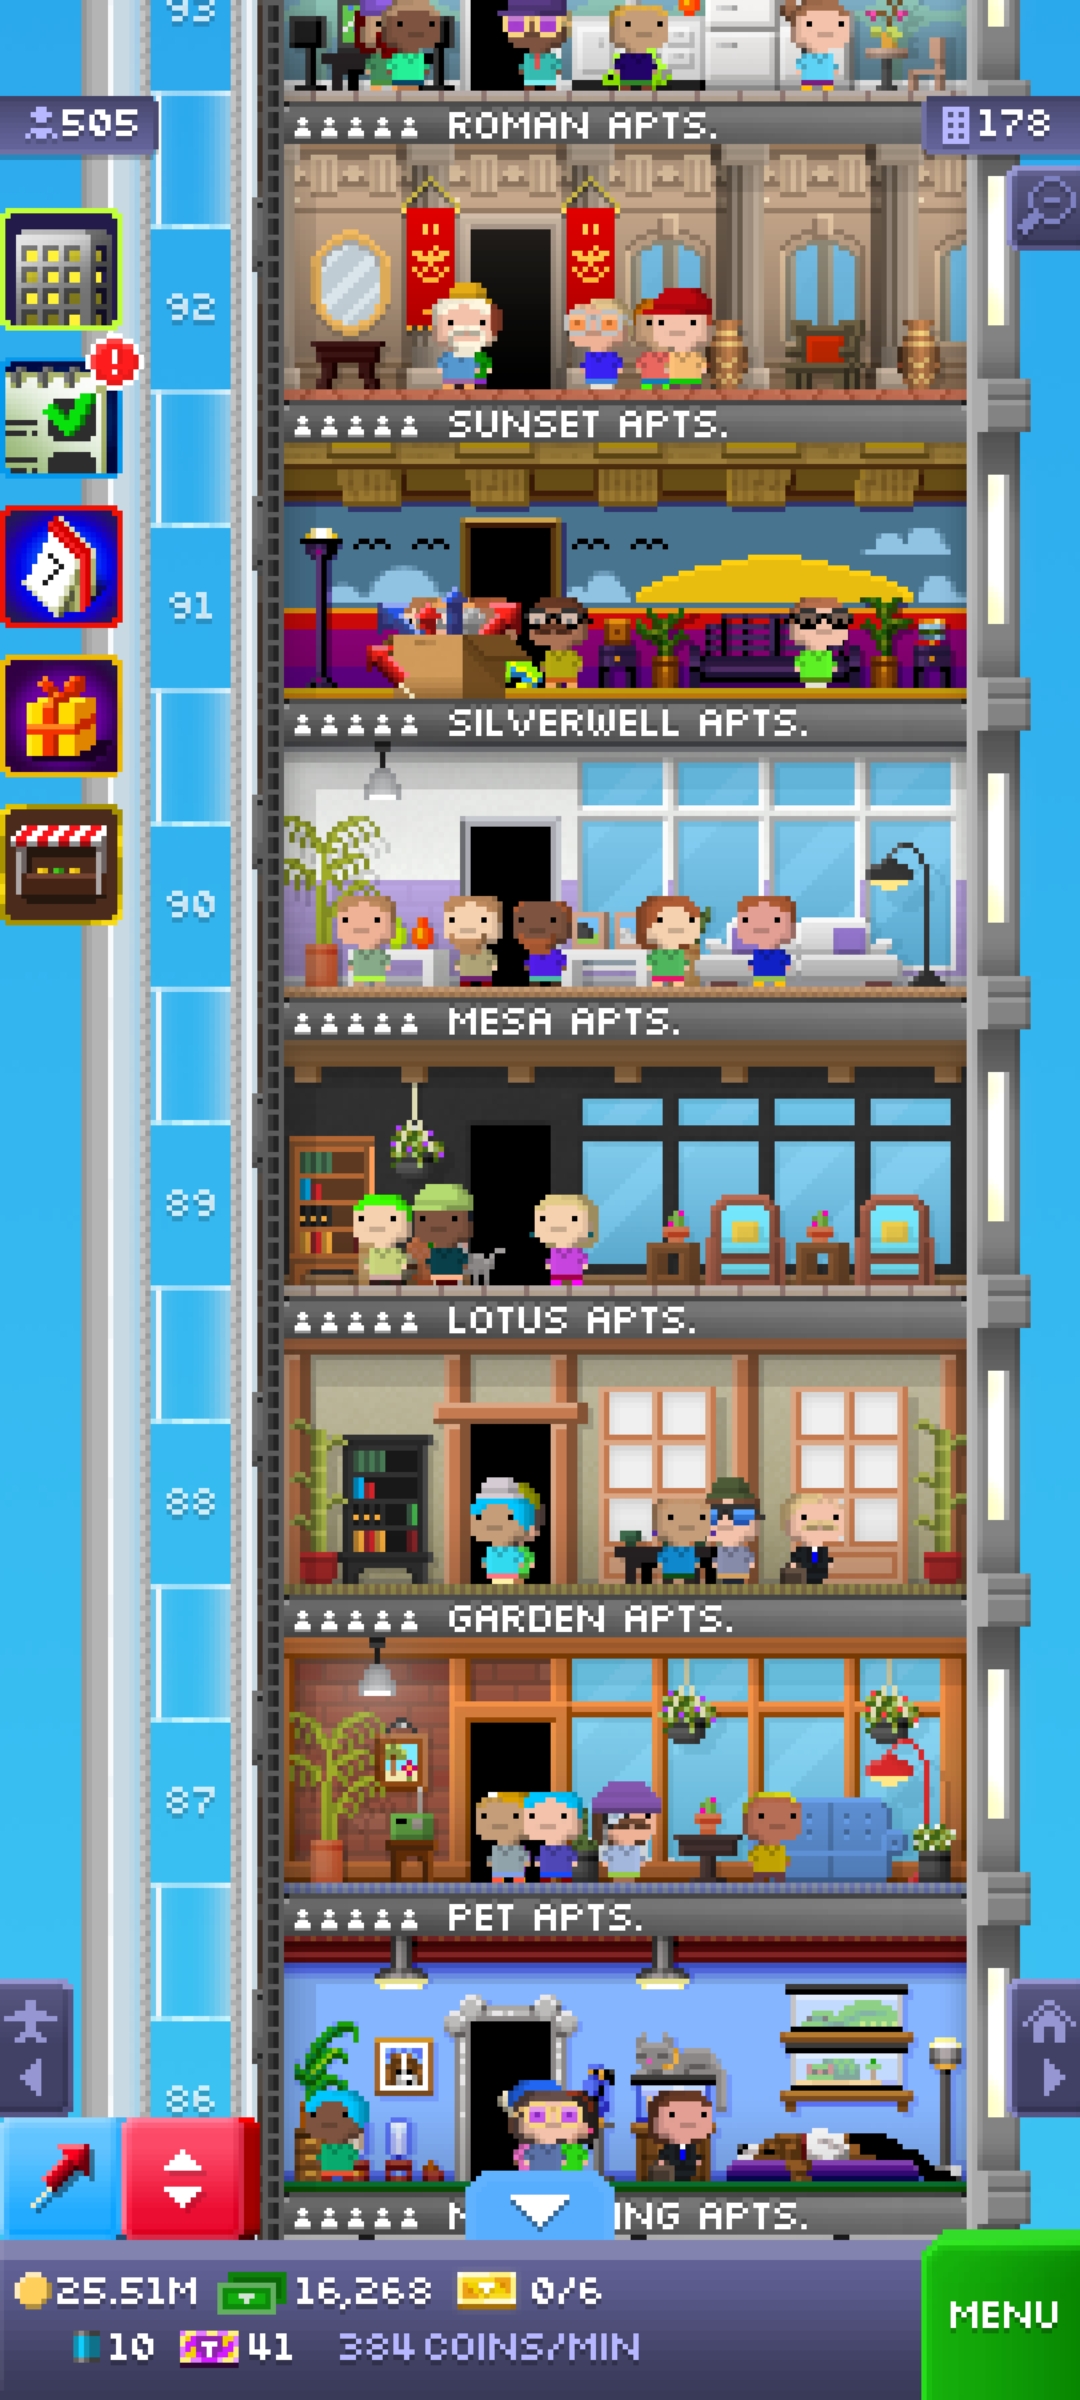 93
505
ROMAN APTS.
178
92
SUNSET APTS.
91
SILVERWELL APTS.
90
MESA APTS.
89
LOTUS APTS.
88
GARDEN APTS.
87
PET APTS.
86
ING APTS.
25.51M 16,268 0/6
MENU
10 41 384 COINS/MIN